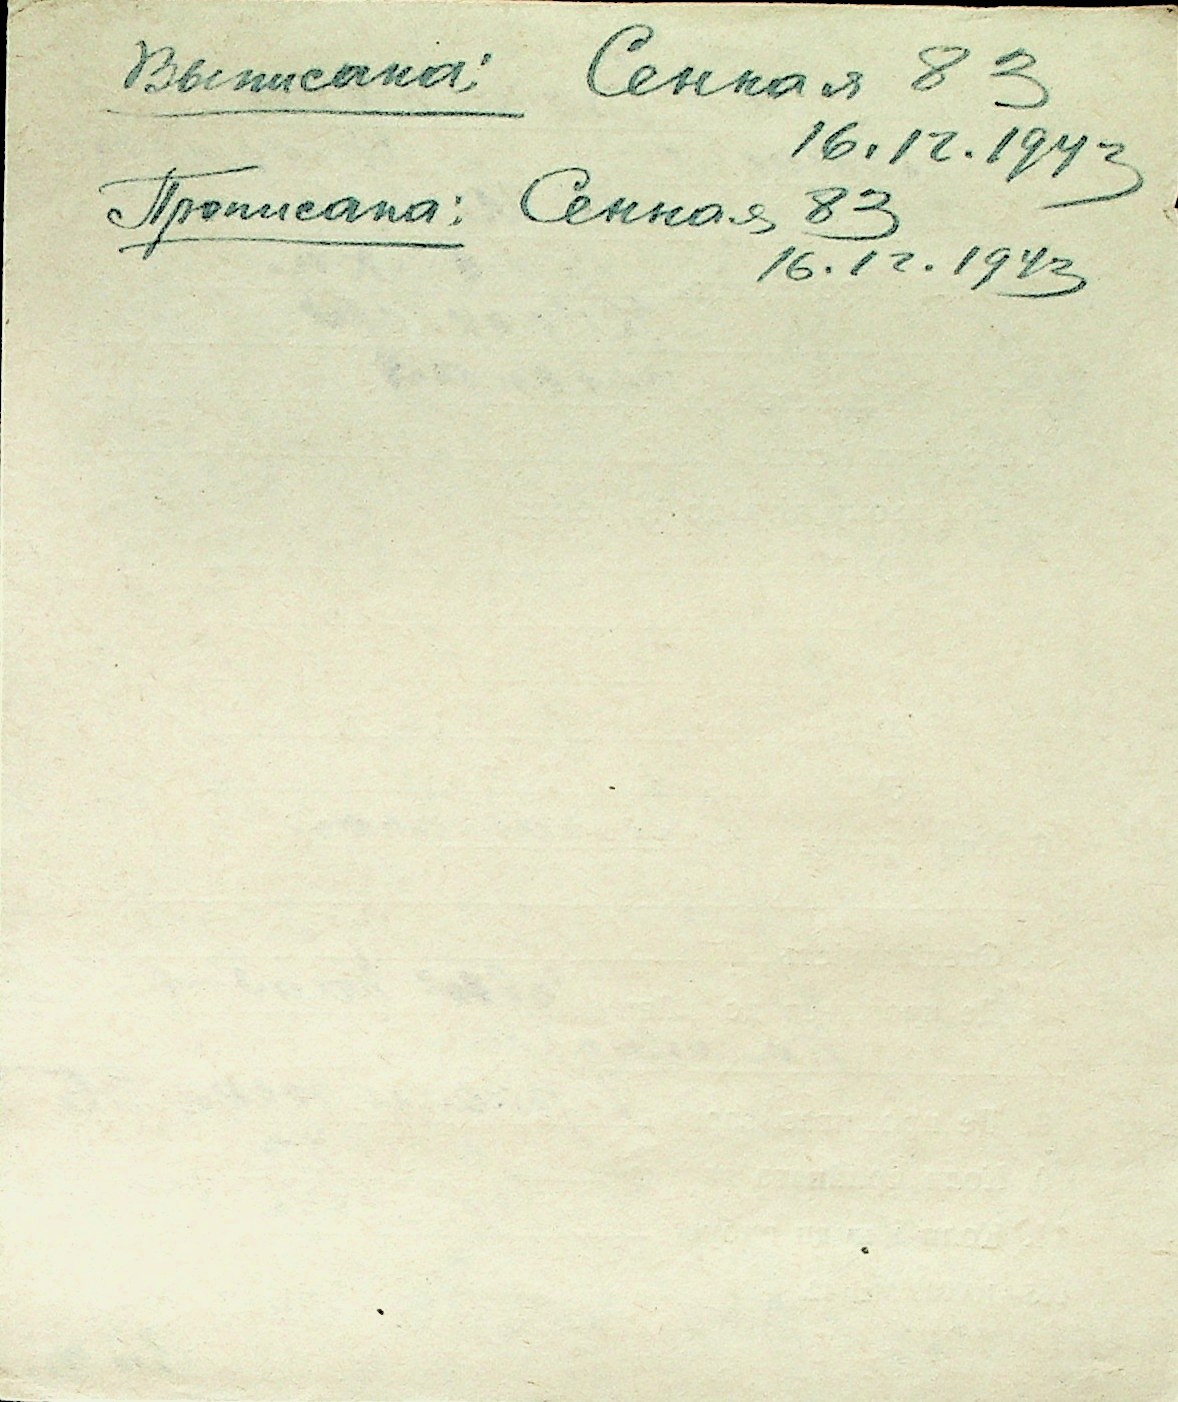 Выписана: Сенная 83
16.12.1943
Прописана: Сенная 83
16.12.1943